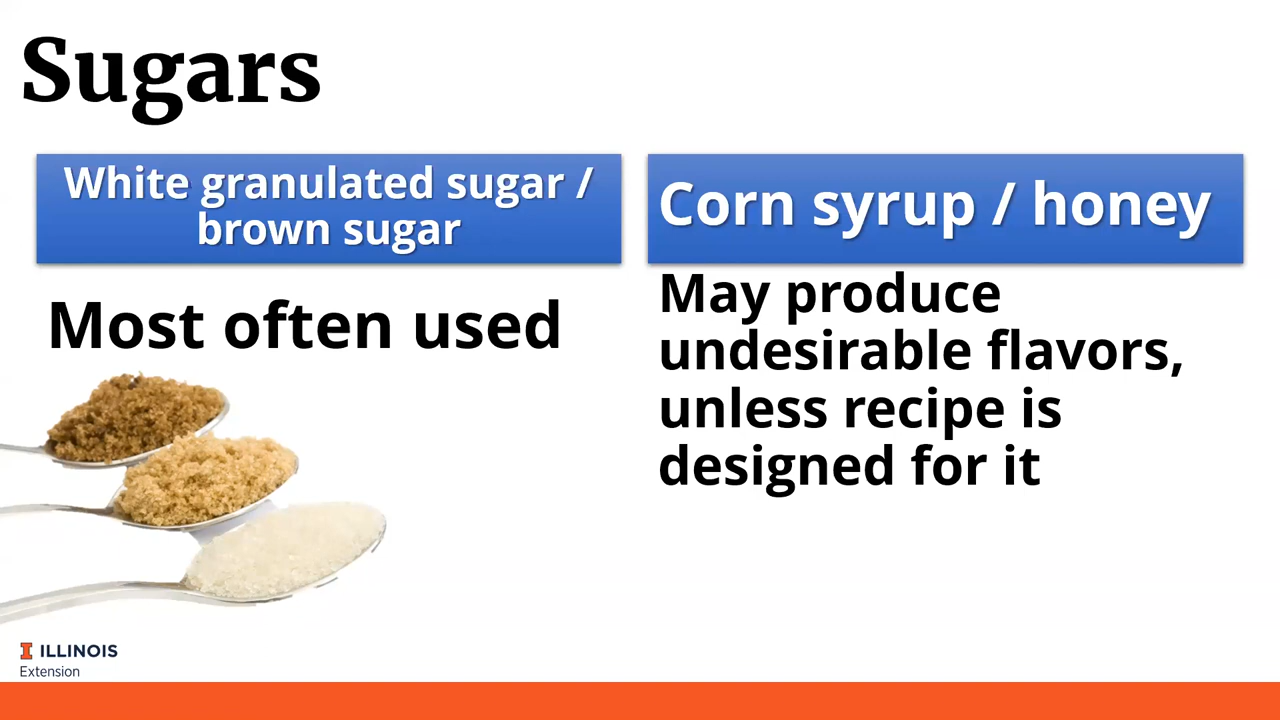 Sugars
White granulated sugar /
brown sugar
Most often used
Corn syrup / honey
May produce
undesirable flavors,
unless recipe is
designed for it
I ILLINOIS
Extension